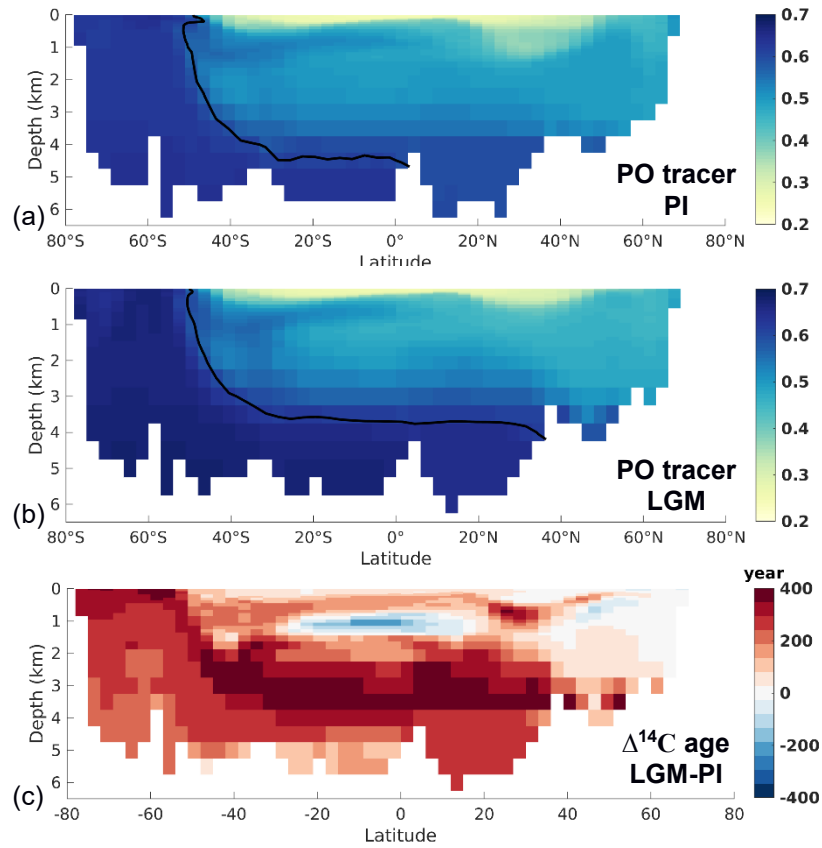 0
1
2
3
4
5
6
Depth (km)
(a)
PO tracer
PI
80°S 60°S 40°S 20°S 0° 20°N 40°N 60°N 80°N
Latitude
0.7
0.6
0.5
0.4
0.3
0.2
0
1
2
3
4
5
6
Depth (km)
(b)
PO tracer
LGM
80°S 60°S 40°S 20°S 0° 20°N 40°N 60°N 80°N
Latitude
0.7
0.6
0.5
0.4
0.3
0.2
0
1
2
3
4
5
6
Depth (km)
(c)
Δ¹⁴C age
LGM-PI
-80 -60 -40 -20 0 20 40 60 80
Latitude
year
400
200
0
-200
-400